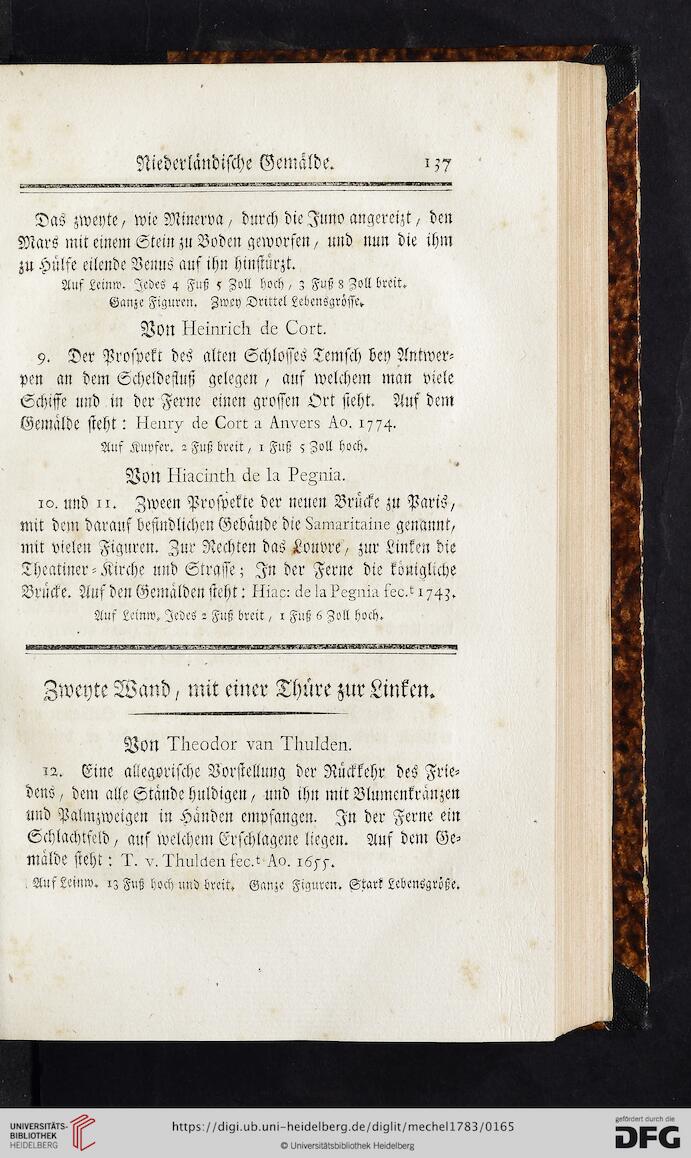 Niederländische Gemälde. 137
Das zweyte, wie Minerva, durch die Juno angereizt, den
Mars mit einem Stein zu Boden geworfen, und nun die ihm
zu Hülfe eilende Venus auf ihn hinstürzt.
Auf Leinw. Jedes 4 Fuß 5 Zoll hoch, 3 Fuß 8 Zoll breit.
Ganze Figuren. Zwey Drittel Lebensgrösse.
Von Heinrich de Cort.
9. Der Prospekt des alten Schlosses Temsch bey Antwer-
pen an dem Scheldefluß gelegen, auf welchem man viele
Schiffe und in der Ferne einen grossen Ort sieht. Auf dem
Gemälde steht: Henry de Cort a Anvers Ao. 1774.
Auf Kupfer. 2 Fuß breit, 1 Fuß 5 Zoll hoch.
Von Hiacinth de la Pegnia.
10. und 11. Zween Prospekte der neuen Brücke zu Paris,
mit dem darauf befindlichen Gebäude die Samaritaine genannt,
mit vielen Figuren. Zur Rechten das Louvre, zur Linken die
Theatiner-Kirche und Strasse; In der Ferne die königliche
Brücke. Auf den Gemälden steht: Hiac: de la Pegnia fec.t 1743.
Auf Leinw. Jedes 2 Fuß breit, 1 Fuß 6 Zoll hoch.
Zweyte Wand, mit einer Thüre zur Linken.
Von Theodor van Thulden.
12. Eine allegorische Vorstellung der Rückkehr des Frie-
dens, dem alle Stände huldigen, und ihn mit Blumenkränzen
und Palmzweigen in Händen empfangen. In der Ferne ein
Schlachtfeld, auf welchem Erschlagene liegen. Auf dem Ge-
mälde steht: T. v. Thulden fec.t Ao. 1655.
Auf Leinw. 13 Fuß hoch und breit. Ganze Figuren. Stark Lebensgröße.
UNIVERSITÄTS-
BIBLIOTHEK
HEIDELBERG
https://digi.ub.uni-heidelberg.de/diglit/mechel1783/0165
© Universitätsbibliothek Heidelberg
gefördert durch die
DFG